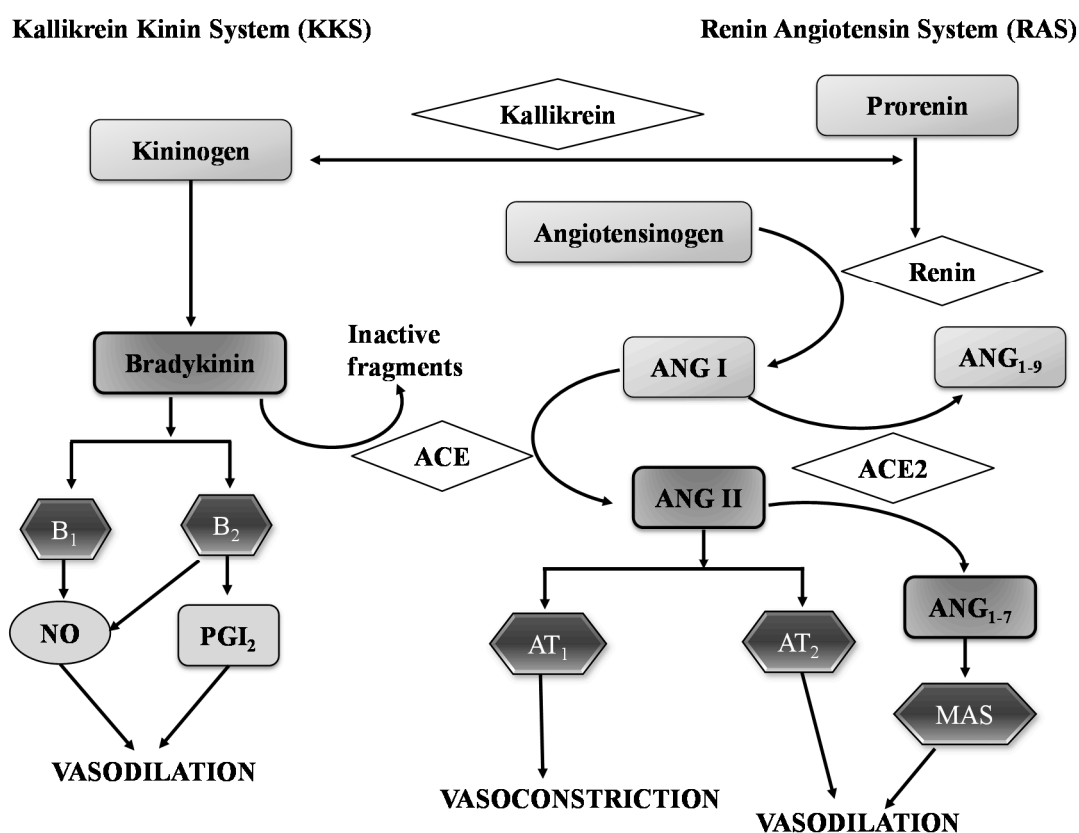 Kallikrein Kinin System (KKS)
Renin Angiotensin System (RAS)
Kallikrein
Prorenin
Kininogen
Angiotensinogen
Renin
Inactive
fragments
Bradykinin
ANG I
ANG₁₋₉
ACE
ACE2
ANG II
B₁
B₂
NO
PGI₂
AT₁
AT₂
ANG₁₋₇
MAS
VASODILATION
VASOCONSTRICTION
VASODILATION